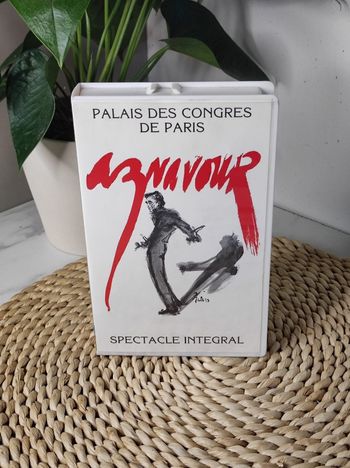 PALAIS DES CONGRES
DE PARIS
aznavour
SPECTACLE INTEGRAL